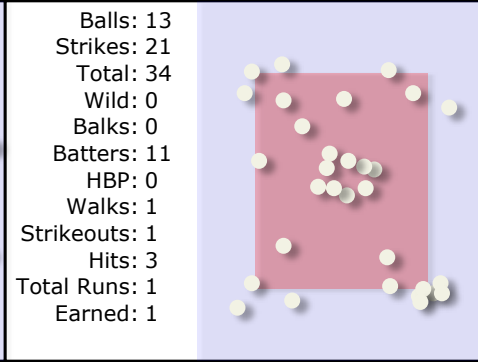 Balls: 13
Strikes: 21
Total: 34
Wild: 0
Balks: 0
Batters: 11
HBP: 0
Walks: 1
Strikeouts: 1
Hits: 3
Total Runs: 1
Earned: 1